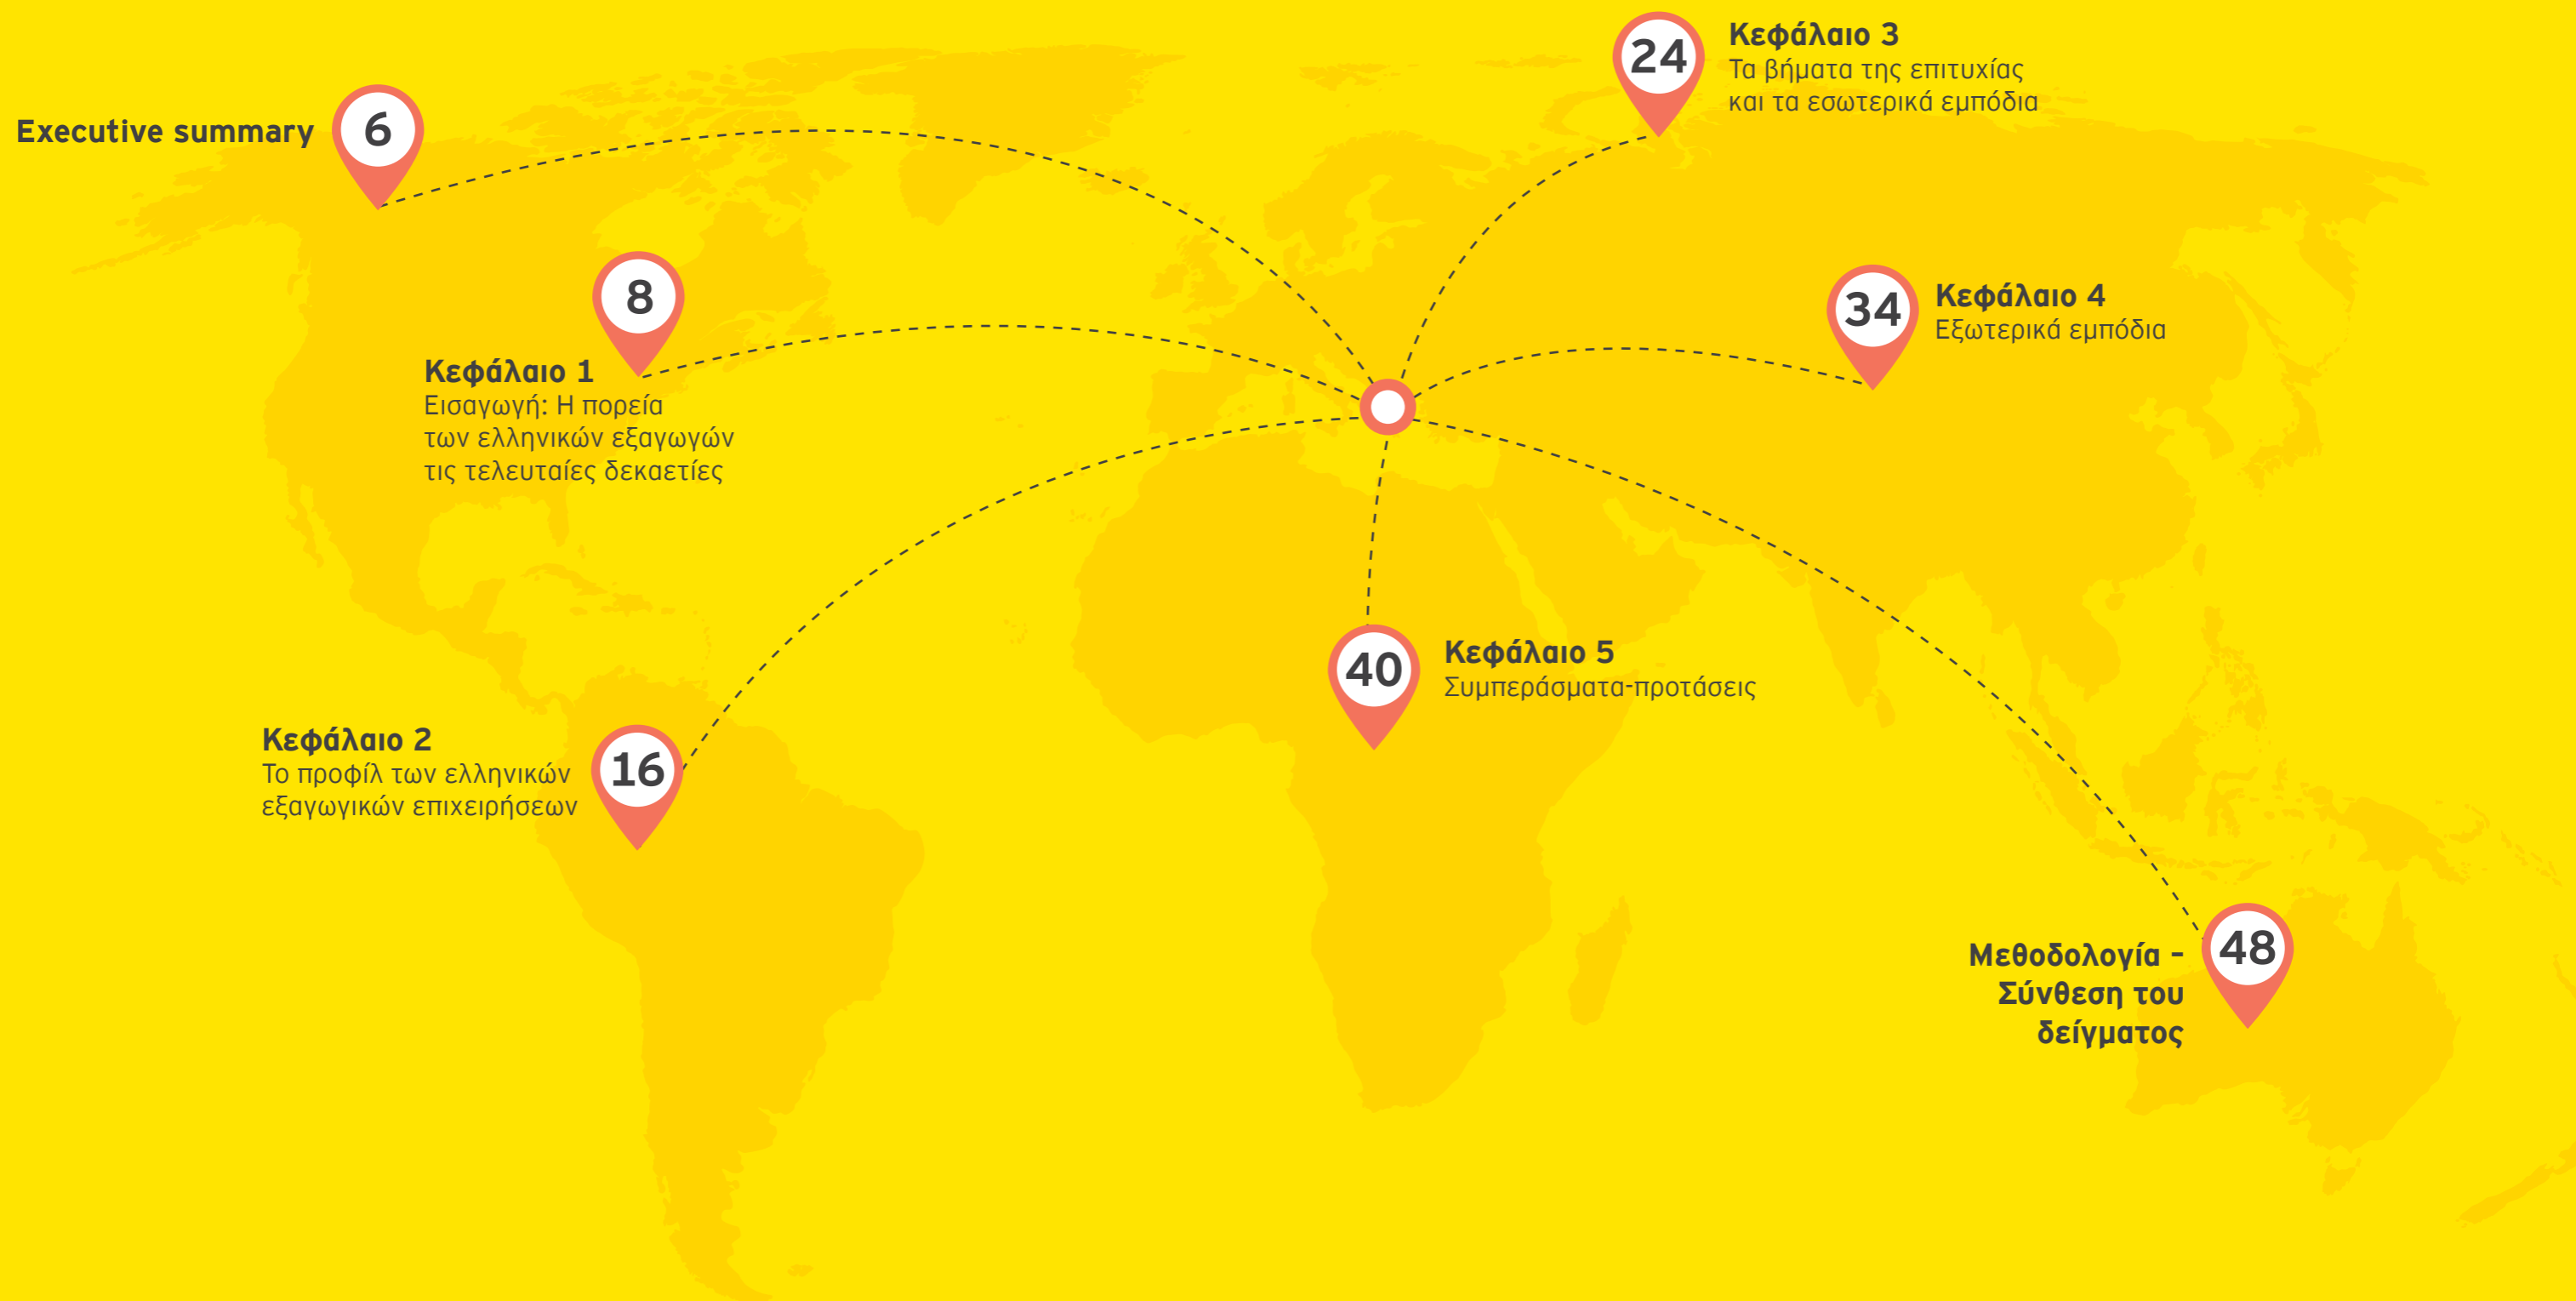 Executive summary
6
8
Κεφάλαιο 1
Εισαγωγή: Η πορεία
των ελληνικών εξαγωγών
τις τελευταίες δεκαετίες
Κεφάλαιο 2
Το προφίλ των ελληνικών
εξαγωγικών επιχειρήσεων
16
24
Κεφάλαιο 3
Τα βήματα της επιτυχίας
και τα εσωτερικά εμπόδια
34
Κεφάλαιο 4
Εξωτερικά εμπόδια
40
Κεφάλαιο 5
Συμπεράσματα-προτάσεις
Μεθοδολογία –
Σύνθεση του
δείγματος
48